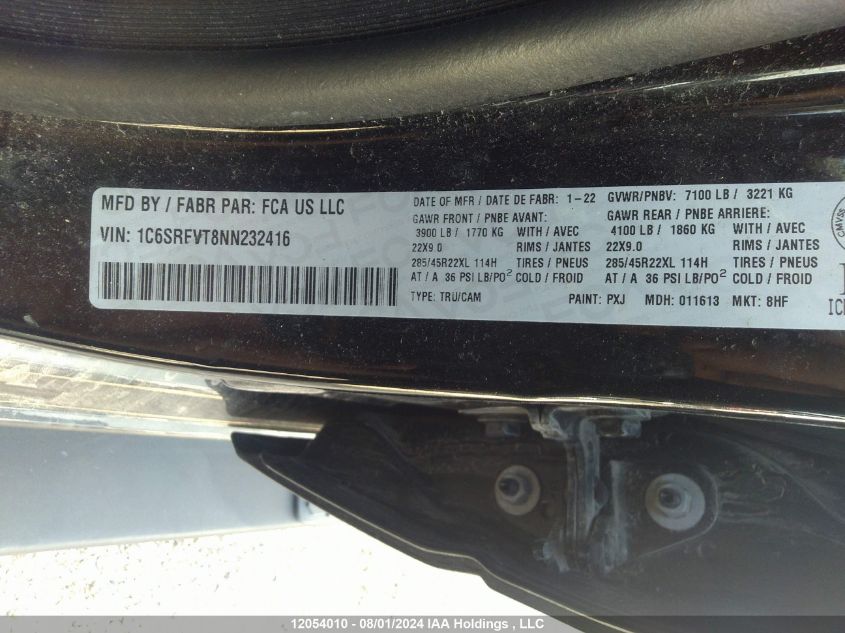 MFD BY / FABR PAR: FCA US LLC
VIN: 1C6SRFVT8NN232416
DATE OF MFR / DATE DE FABR: 1-22 GVWR/PNBV: 7100 LB / 3221 KG
GAWR FRONT / PNBE AVANT: GAWR REAR / PNBE ARRIERE:
3900 LB / 1770 KG WITH / AVEC 4100 LB / 1860 KG WITH / AVEC
22X9.0 RIMS / JANTES 22X9.0 RIMS / JANTES
285/45R22XL 114H TIRES / PNEUS 285/45R22XL 114H TIRES / PNEUS
AT / A 36 PSI LB/PO² COLD / FROID AT / A 36 PSI LB/PO² COLD / FROID
TYPE: TRU/CAM PAINT: PXJ MDH: 011613 MKT: 8HF
12054010 - 08/01/2024 IAA Holdings , LLC